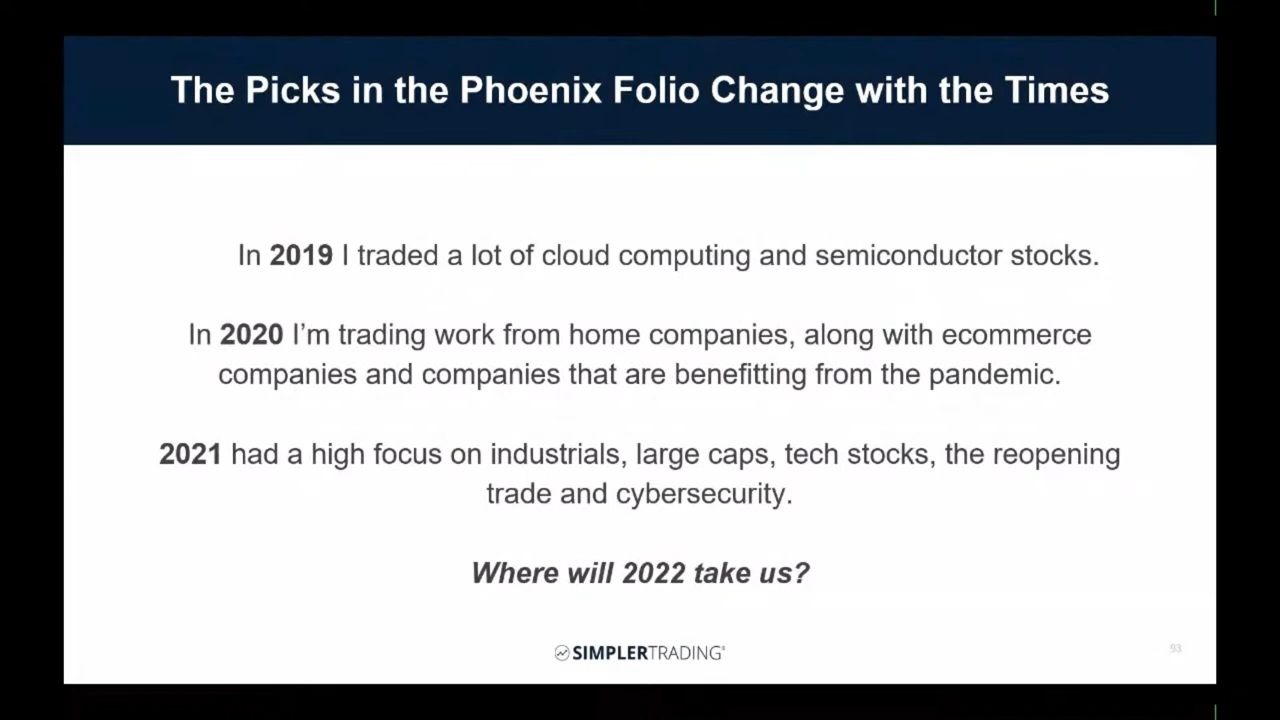 The Picks in the Phoenix Folio Change with the Times
In 2019 I traded a lot of cloud computing and semiconductor stocks.
In 2020 I’m trading work from home companies, along with ecommerce
companies and companies that are benefitting from the pandemic.
2021 had a high focus on industrials, large caps, tech stocks, the reopening
trade and cybersecurity.
Where will 2022 take us?
SIMPLERTRADING®
93